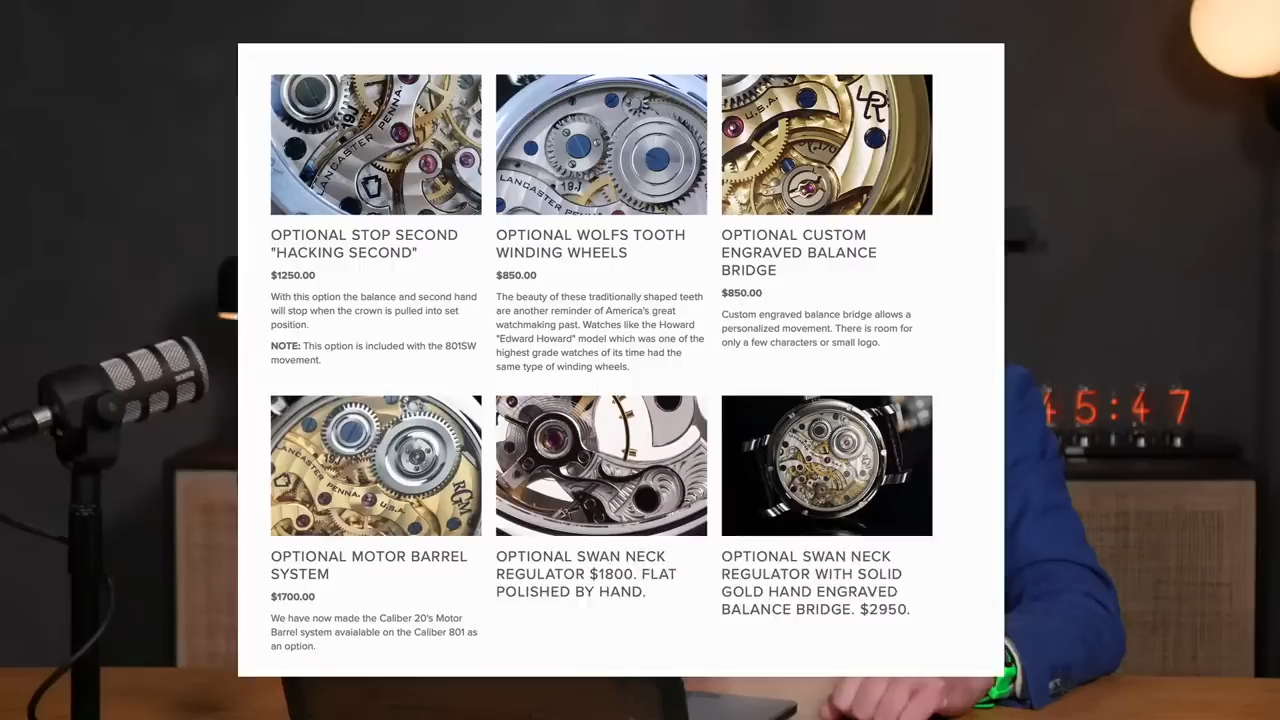 19J
LANCASTER PENNA.
OPTIONAL STOP SECOND
"HACKING SECOND"
$1250.00
With this option the balance and second hand
will stop when the crown is pulled into set
position.
NOTE: This option is included with the 801SW
movement.
LANCASTER PENNA.
19J
OPTIONAL WOLFS TOOTH
WINDING WHEELS
$850.00
The beauty of these traditionally shaped teeth
are another reminder of America's great
watchmaking past. Watches like the Howard
"Edward Howard" model which was one of the
highest grade watches of its time had the
same type of winding wheels.
U.S.A.
OPTIONAL CUSTOM
ENGRAVED BALANCE
BRIDGE
$850.00
Custom engraved balance bridge allows a
personalized movement. There is room for
only a few characters or small logo.
LANCASTER PENNA. U.S.A.
RGM
OPTIONAL MOTOR BARREL
SYSTEM
$1700.00
We have now made the Caliber 20's Motor
Barrel system avaialable on the Caliber 801 as
an option.
OPTIONAL SWAN NECK
REGULATOR $1800. FLAT
POLISHED BY HAND.
OPTIONAL SWAN NECK
REGULATOR WITH SOLID
GOLD HAND ENGRAVED
BALANCE BRIDGE. $2950.
45:47